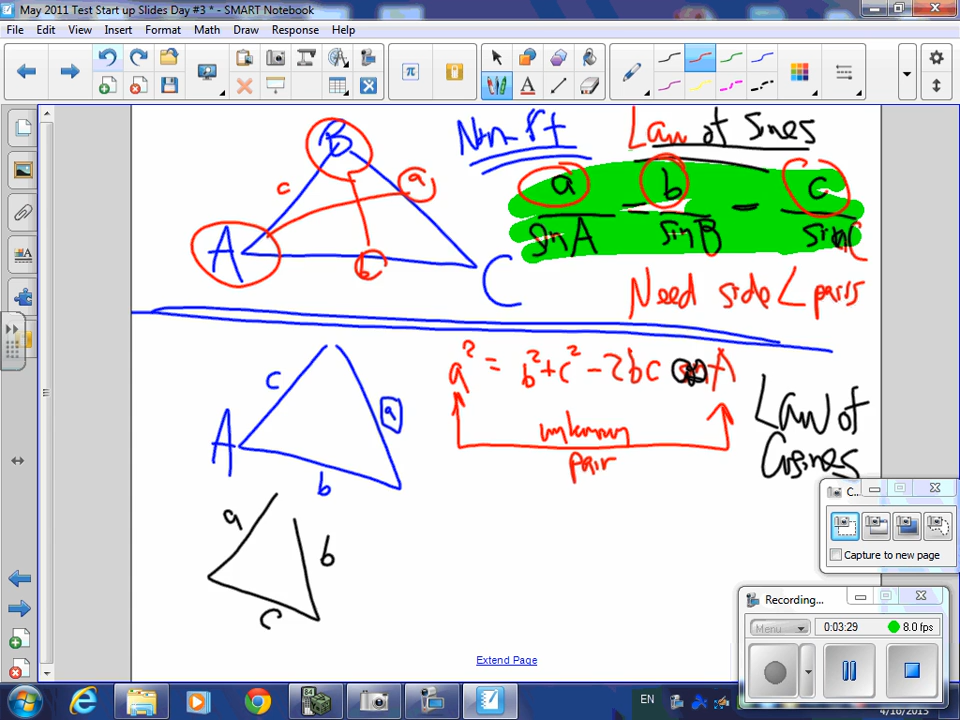 May 2011 Test Start up Slides Day #3 * - SMART Notebook
File Edit View Insert Format Math Draw Response Help
Non-rt
Law of Sines
B
c
a
A
b
C
a/sinA = b/sinB = c/sinC
Need side ∠ pairs
c
a
A
b
a² = b² + c² - 2bc cos A
unknown
pair
Law of
Cosines
a
b
c
Extend Page
C...
Capture to new page
Recording...
Menu
0:03:29
8.0 fps
EN
4/10/2013